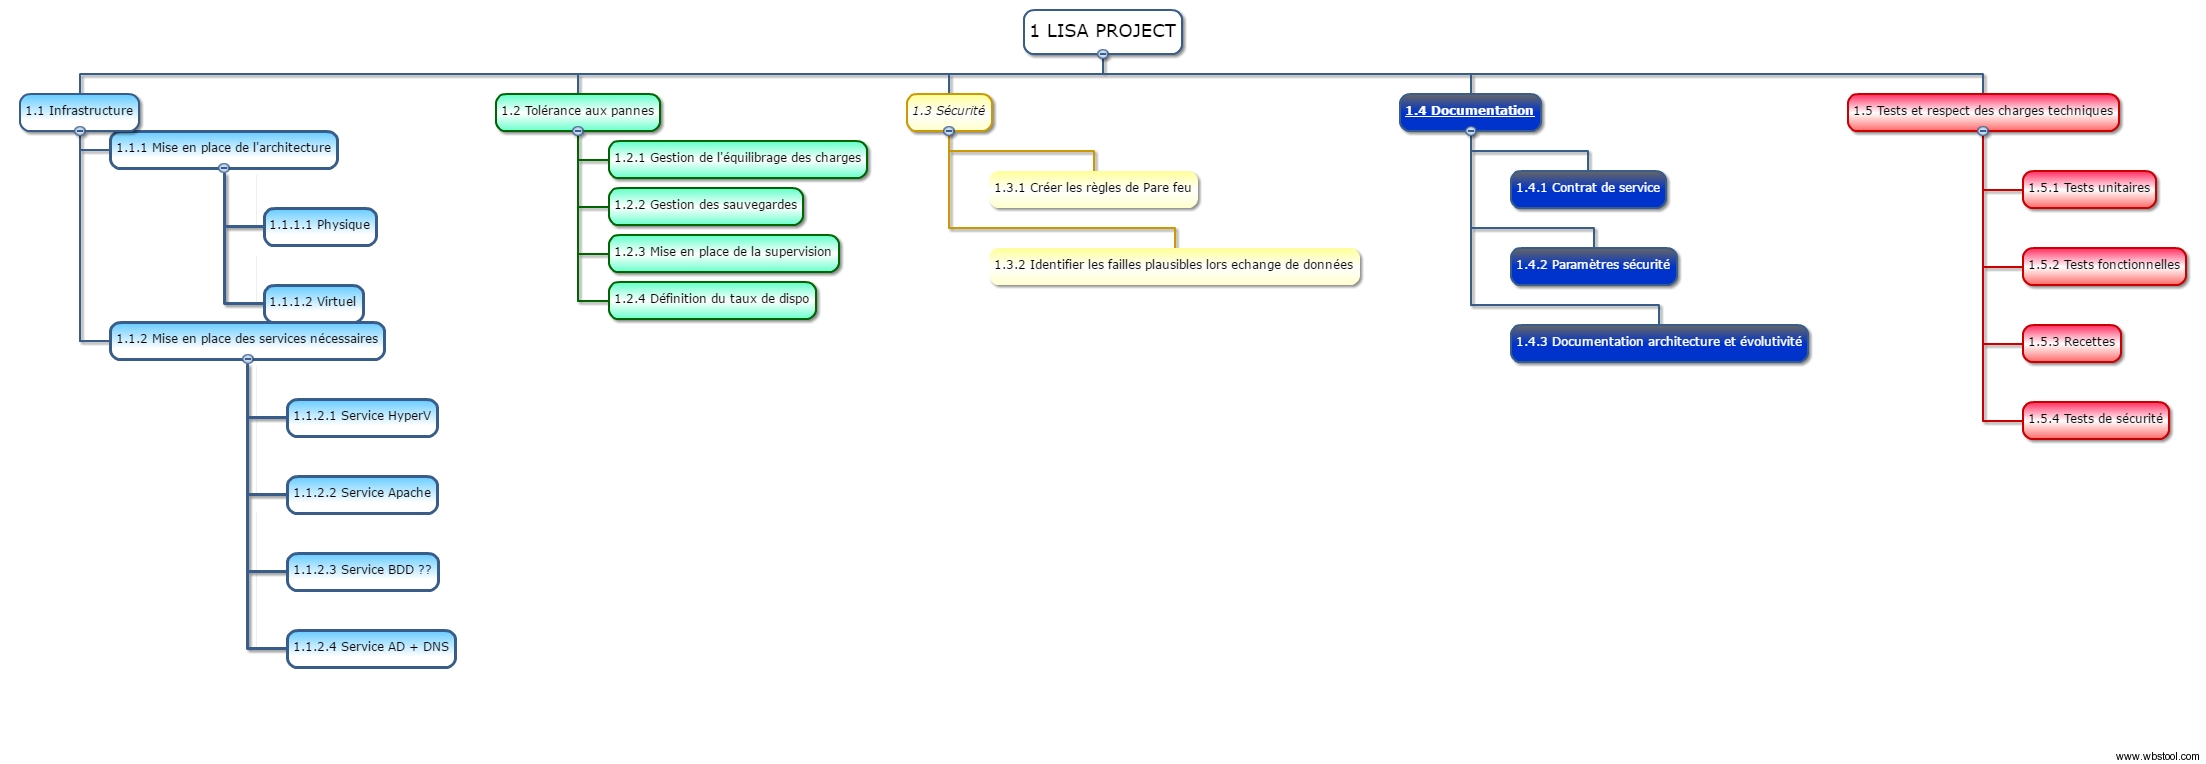 1 LISA PROJECT
1.1 Infrastructure
1.1.1 Mise en place de l'architecture
1.1.1.1 Physique
1.1.1.2 Virtuel
1.1.2 Mise en place des services nécessaires
1.1.2.1 Service HyperV
1.1.2.2 Service Apache
1.1.2.3 Service BDD ??
1.1.2.4 Service AD + DNS
1.2 Tolérance aux pannes
1.2.1 Gestion de l'équilibrage des charges
1.2.2 Gestion des sauvegardes
1.2.3 Mise en place de la supervision
1.2.4 Définition du taux de dispo
1.3 Sécurité
1.3.1 Créer les règles de Pare feu
1.3.2 Identifier les failles plausibles lors echange de données
1.4 Documentation
1.4.1 Contrat de service
1.4.2 Paramètres sécurité
1.4.3 Documentation architecture et évolutivité
1.5 Tests et respect des charges techniques
1.5.1 Tests unitaires
1.5.2 Tests fonctionnelles
1.5.3 Recettes
1.5.4 Tests de sécurité
www.wbstool.com